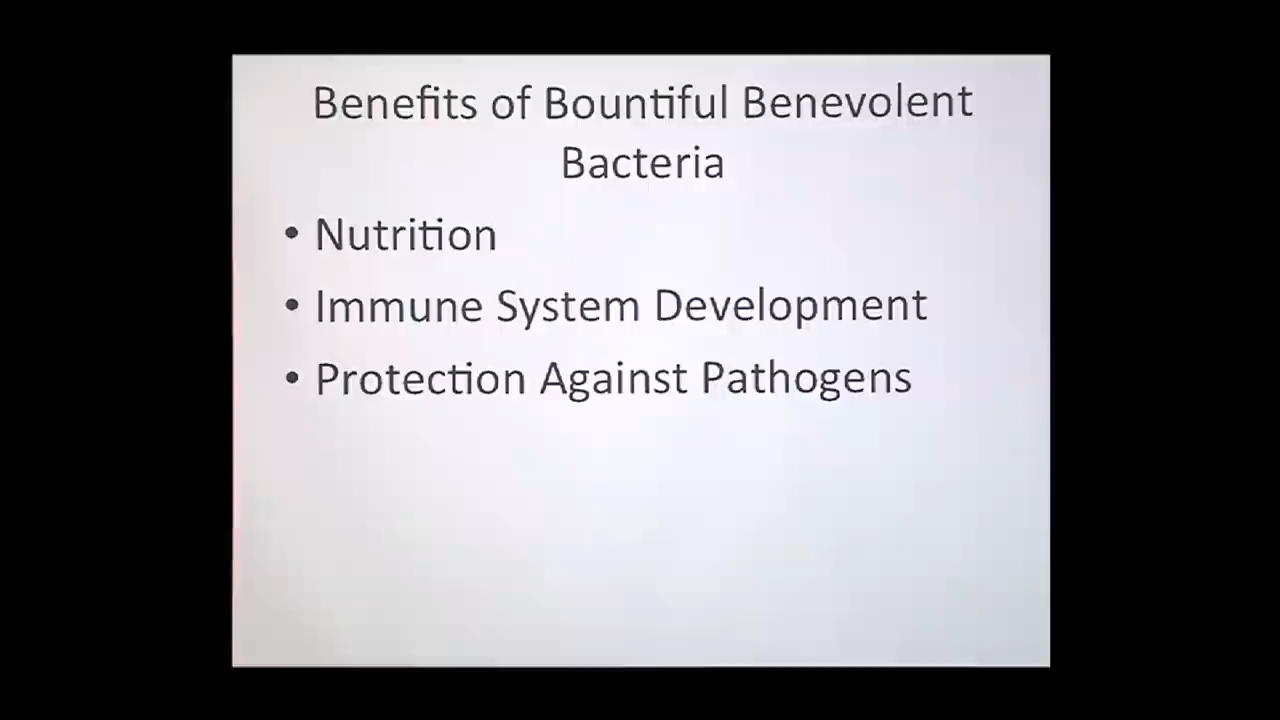 Benefits of Bountiful Benevolent
Bacteria
• Nutrition
• Immune System Development
• Protection Against Pathogens